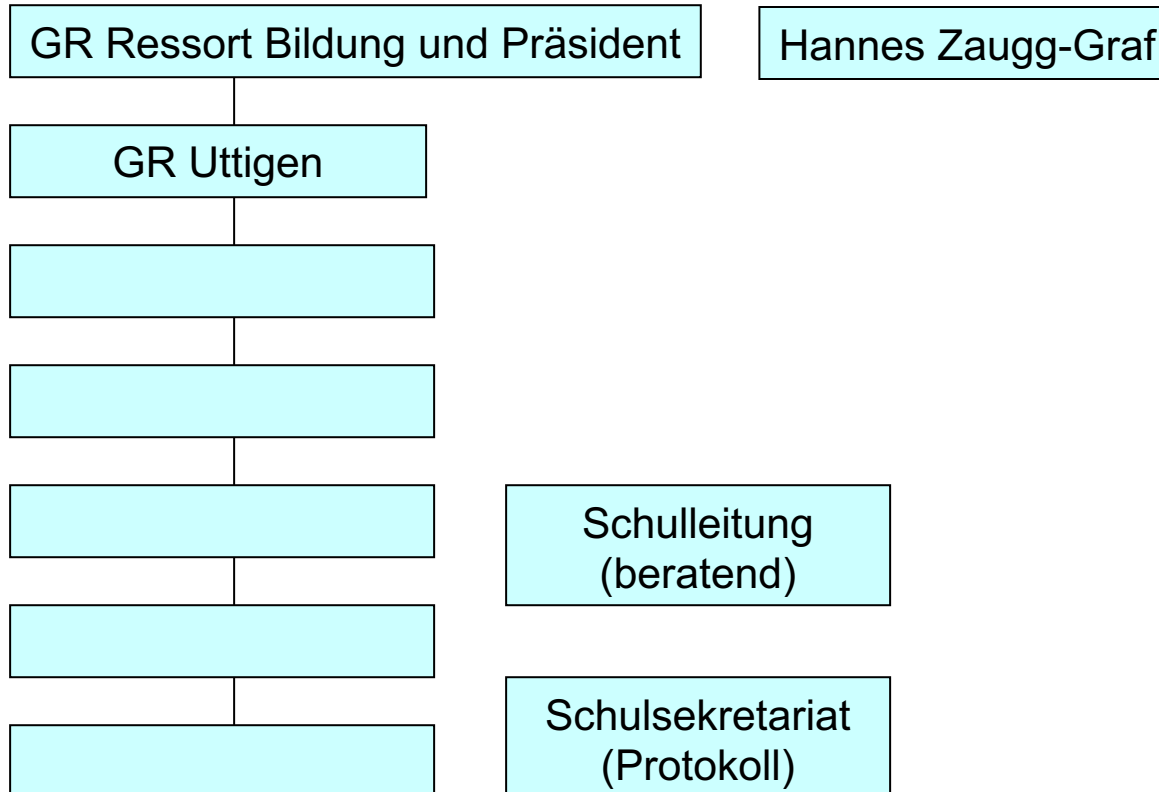 GR Ressort Bildung und Präsident
Hannes Zaugg-Graf
GR Uttigen
Schulleitung
(beratend)
Schulsekretariat
(Protokoll)